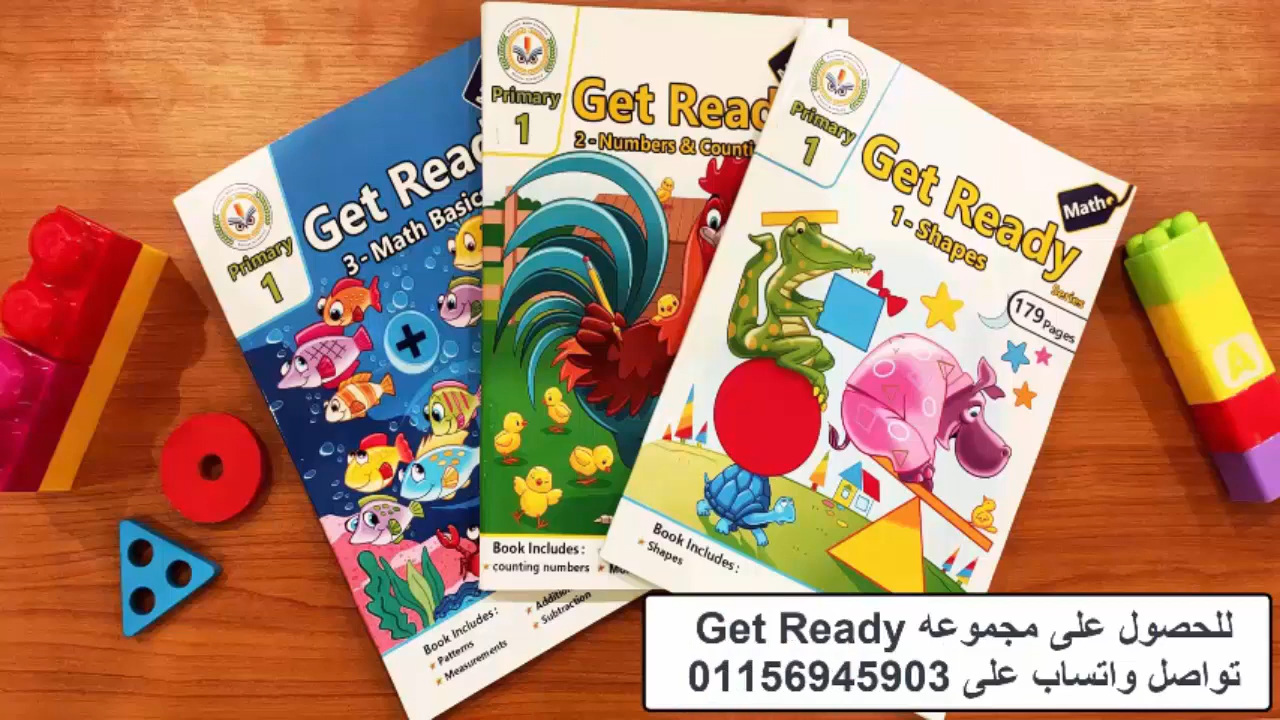 Primary
1
Get Read
3 - Math Basic
Book Includes :
Patterns
Measurements
Subtraction
Primary
1
Get Read
2 - Numbers &
Book Includes :
counting numbers
Primary
1
Get Ready
1 - Shapes
Math
Series
179 Pages
Book Includes :
Shapes
A
للحصول على مجموعه Get Ready
تواصل واتساب على 01156945903